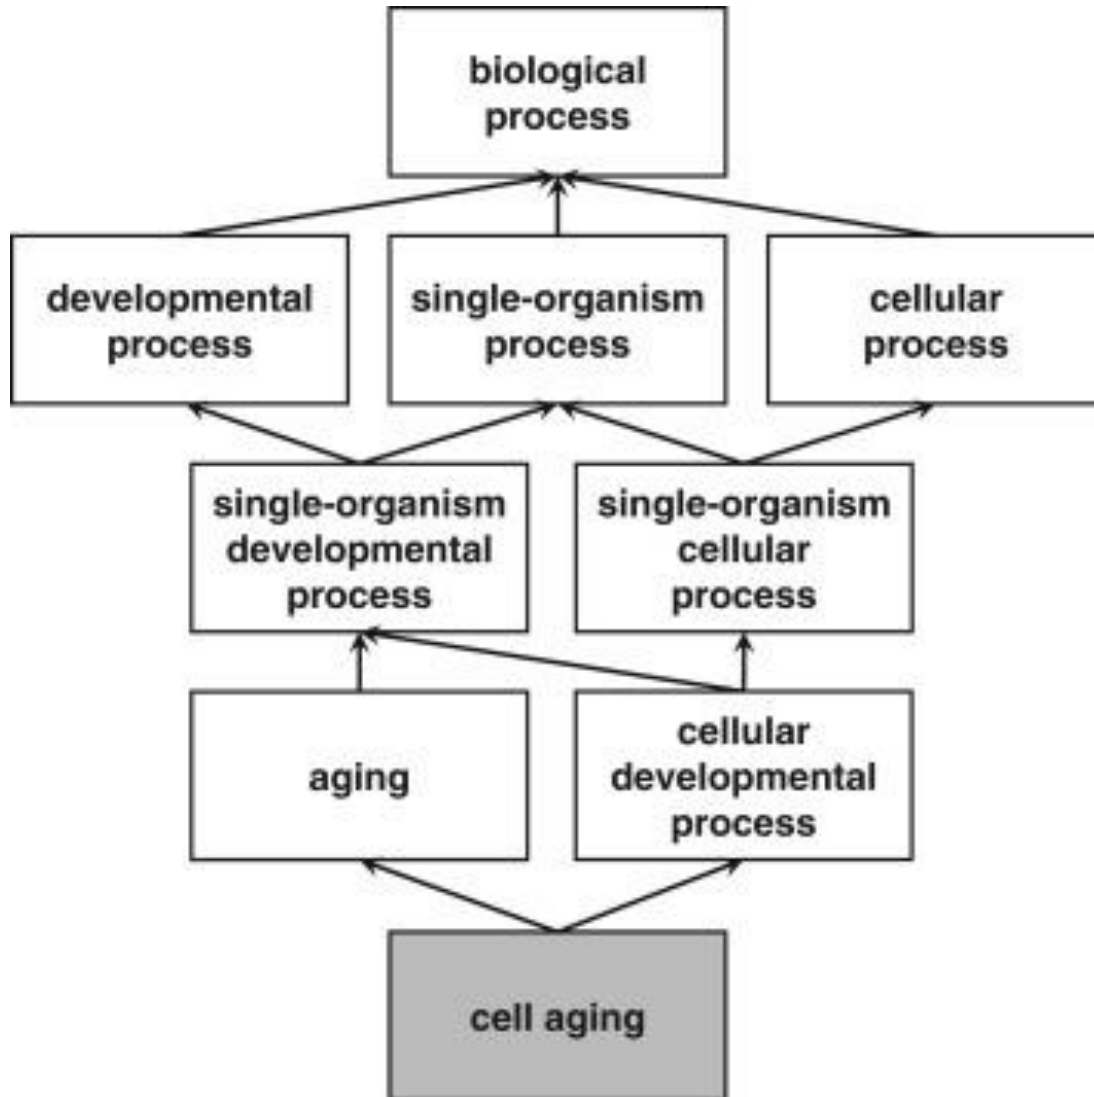 biological
process
developmental
process
single-organism
process
cellular
process
single-organism
developmental
process
single-organism
cellular
process
aging
cellular
developmental
process
cell aging